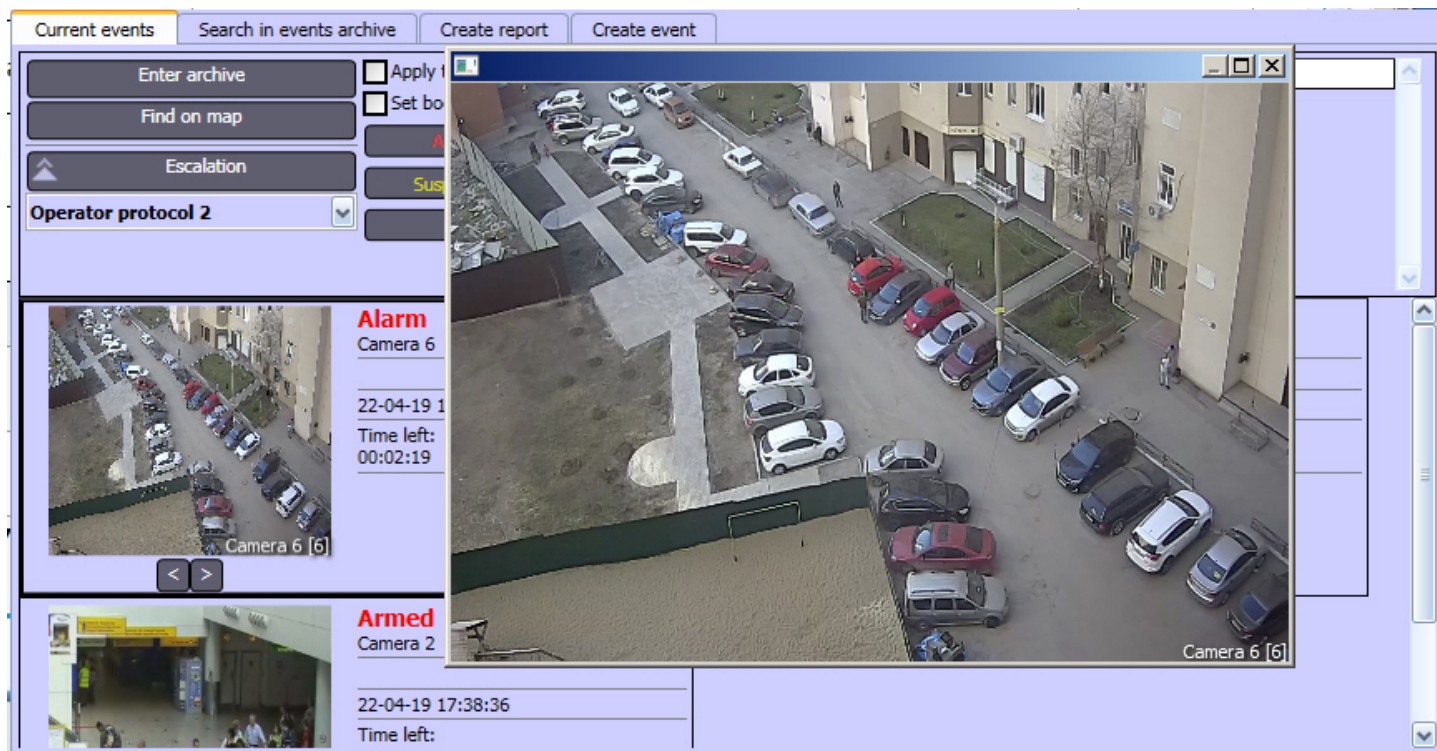 Current events
Search in events archive
Create report
Create event
Enter archive
Find on map
Escalation
Operator protocol 2
Apply
Set
Alarm
Camera 6
22-04-19
Time left:
00:02:19
Camera 6 [6]
< >
Armed
Camera 2
22-04-19 17:38:36
Time left:
Camera 6 [6]